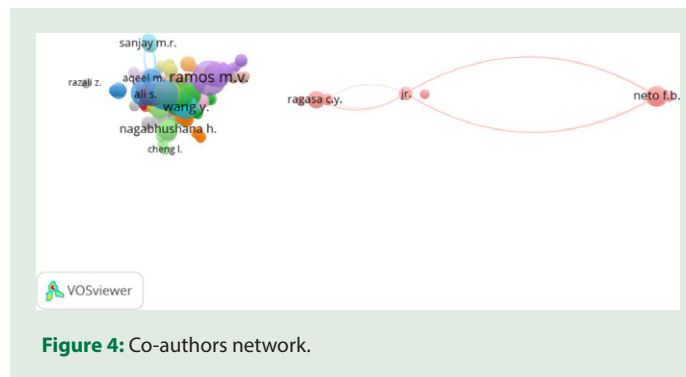 sanjay m.r.
razali z.
aqeel m.
ramos m.v.
ali s.
wang y.
nagabhushana h.
cheng l.
ragasa c.y.
jr.
neto f.b.
VOSviewer
Figure 4: Co-authors network.